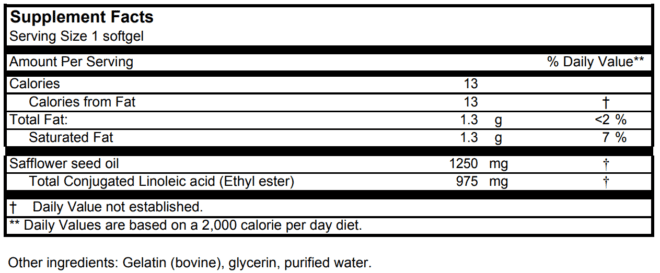 Supplement Facts
Serving Size 1 softgel
Amount Per Serving % Daily Value**
Calories 13
Calories from Fat 13 †
Total Fat: 1.3 g <2 %
Saturated Fat 1.3 g 7 %
Safflower seed oil 1250 mg †
Total Conjugated Linoleic acid (Ethyl ester) 975 mg †
† Daily Value not established.
** Daily Values are based on a 2,000 calorie per day diet.
Other ingredients: Gelatin (bovine), glycerin, purified water.